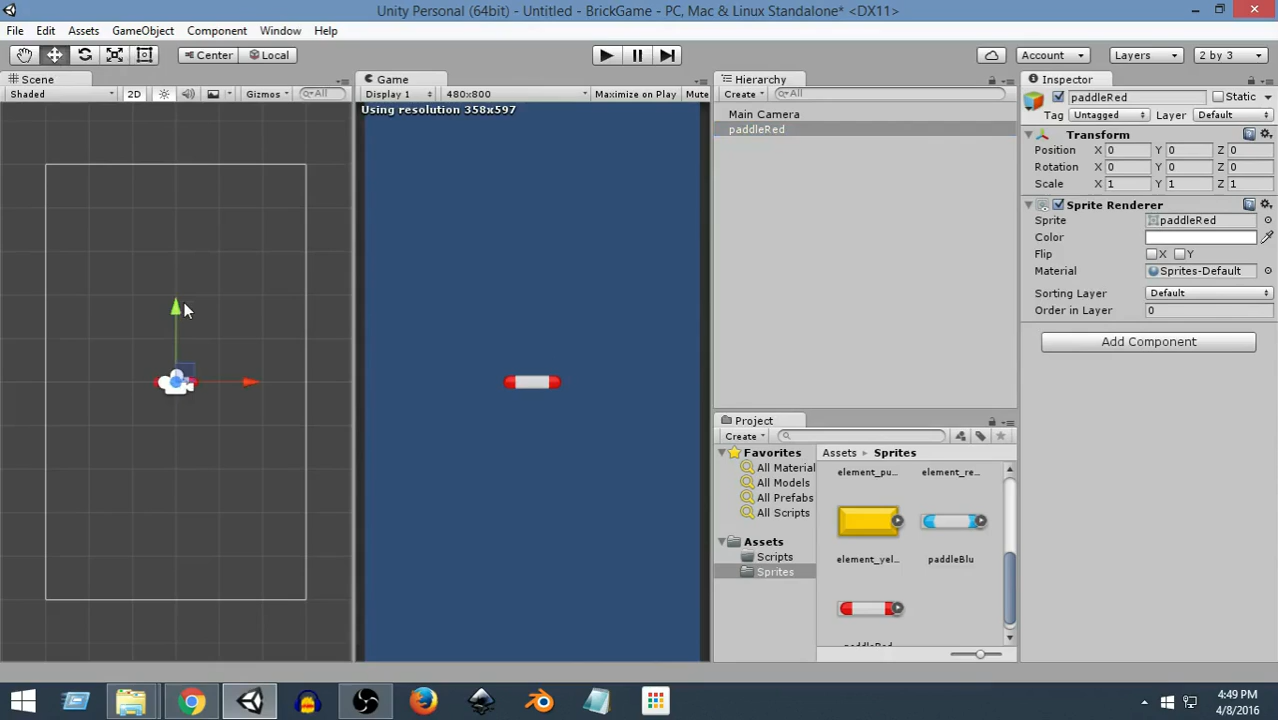 Unity Personal (64bit) - Untitled - BrickGame - PC, Mac & Linux Standalone* <DX11>
File Edit Assets GameObject Component Window Help
Center Local Account Layers 2 by 3
Scene
Shaded 2D Gizmos All
Game
Display 1 480x800 Maximize on Play Mute
Using resolution 358x597
Hierarchy
Create All
Main Camera
paddleRed
Project
Create
Favorites
All Material
All Models
All Prefabs
All Scripts
Assets
Scripts
Sprites
Assets Sprites
element_pu... element_re...
element_yel... paddleBlu
paddleRed
Inspector
paddleRed Static
Tag Untagged Layer Default
Transform
Position X 0 Y 0 Z 0
Rotation X 0 Y 0 Z 0
Scale X 1 Y 1 Z 1
Sprite Renderer
Sprite paddleRed
Color
Flip X Y
Material Sprites-Default
Sorting Layer Default
Order in Layer 0
Add Component
4:49 PM
4/8/2016